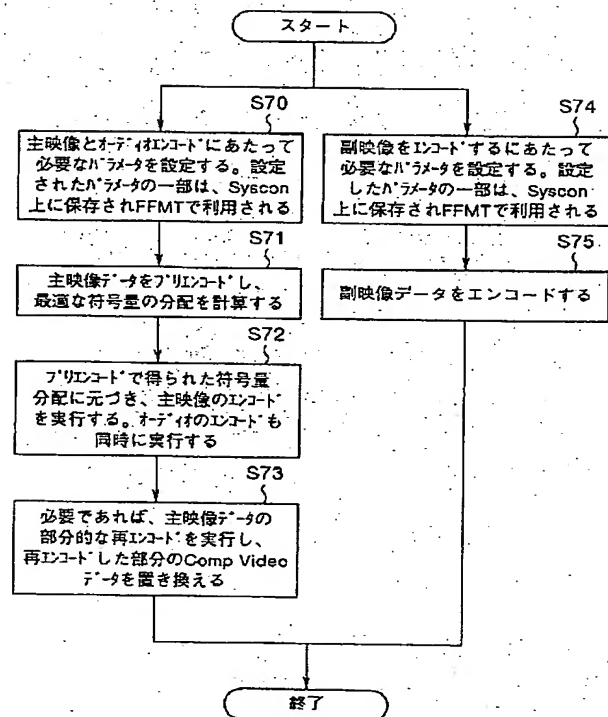 スタート
S70
主映像とオーディオエンコードにあたって
必要なパラメータを設定する。設定
されたパラメータの一部は、Syscon
上に保存されFFMTで利用される
S71
主映像データをプリエンコードし、
最適な符号量の分配を計算する
S72
プリエンコードで得られた符号量
分配に元づき、主映像のエンコード
を実行する。オーディオのエンコードも
同時に実行する
S73
必要であれば、主映像データの
部分的な再エンコードを実行し、
再エンコードした部分のComp Video
データを置き換える
S74
副映像をエンコードするにあたって
必要なパラメータを設定する。設定
したパラメータの一部は、Syscon
上に保存されFFMTで利用される
S75
副映像データをエンコードする
終了